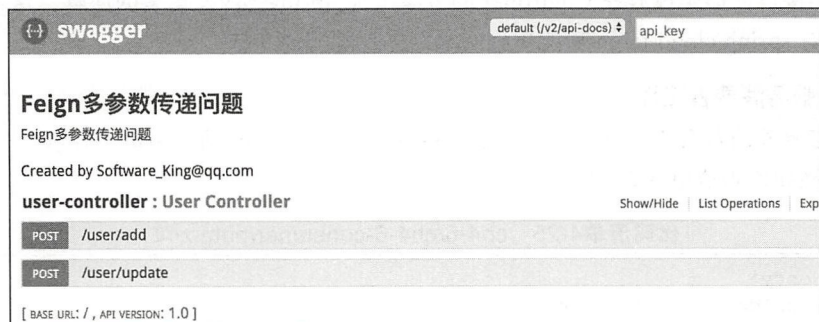 swagger default (/v2/api-docs) api_key
Feign多参数传递问题
Feign多参数传递问题
Created by Software_King@qq.com
user-controller : User Controller Show/Hide List Operations Exp
POST /user/add
POST /user/update
[ BASE URL: / , API VERSION: 1.0 ]